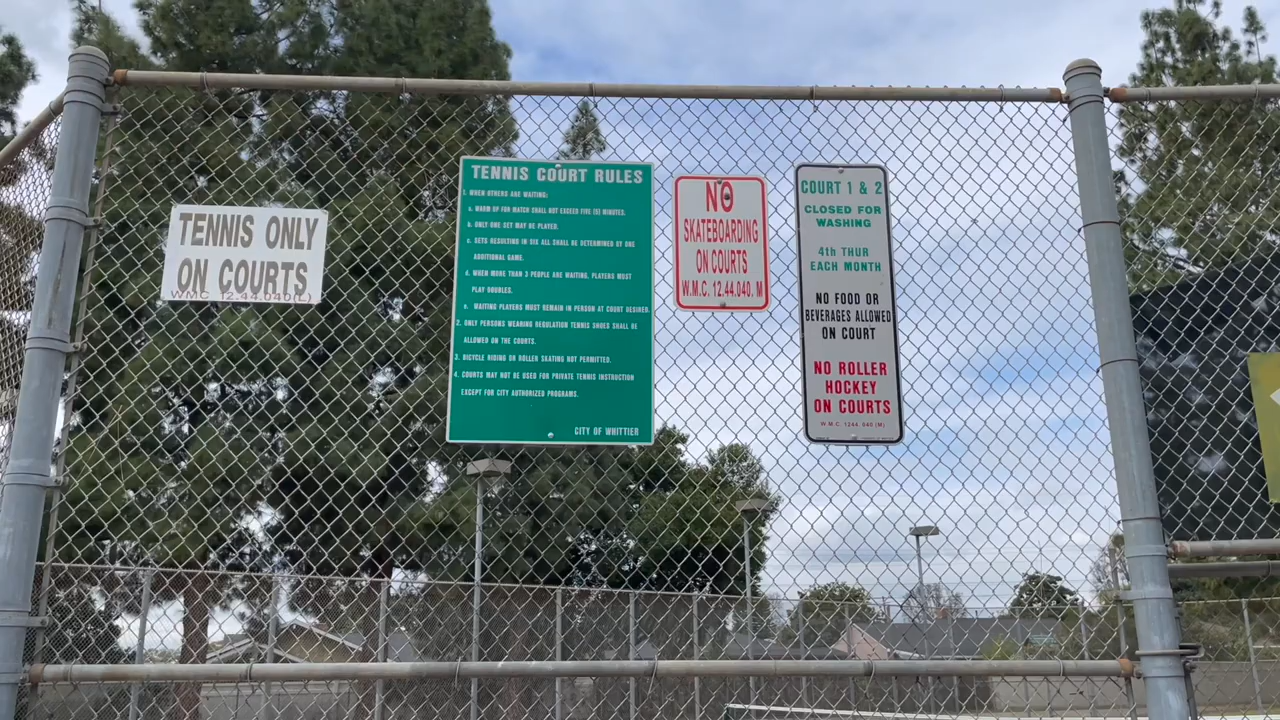 TENNIS ONLY
ON COURTS
WMC 12.44.040(L)
TENNIS COURT RULES
1. WHEN OTHERS ARE WAITING:
a. WARM-UP FOR MATCH SHALL NOT EXCEED FIVE (5) MINUTES.
b. ONLY ONE SET MAY BE PLAYED.
c. SETS RESULTING IN SIX ALL SHALL BE DETERMINED BY ONE
ADDITIONAL GAME.
d. WHEN MORE THAN 3 PEOPLE ARE WAITING, PLAYERS MUST
PLAY DOUBLES.
e. WAITING PLAYERS MUST REMAIN IN PERSON AT COURT DESIRED.
2. ONLY PERSONS WEARING REGULATION TENNIS SHOES SHALL BE
ALLOWED ON THE COURTS.
3. BICYCLE RIDING OR ROLLER SKATING NOT PERMITTED.
4. COURTS MAY NOT BE USED FOR PRIVATE TENNIS INSTRUCTION
EXCEPT FOR CITY AUTHORIZED PROGRAMS.
CITY OF WHITTIER
NO
SKATEBOARDING
ON COURTS
W.M.C. 12.44.040. M
COURT 1 & 2
CLOSED FOR
WASHING
4th THUR
EACH MONTH
NO FOOD OR
BEVERAGES ALLOWED
ON COURT
NO ROLLER
HOCKEY
ON COURTS
W.M.C. 1244.040 (M)